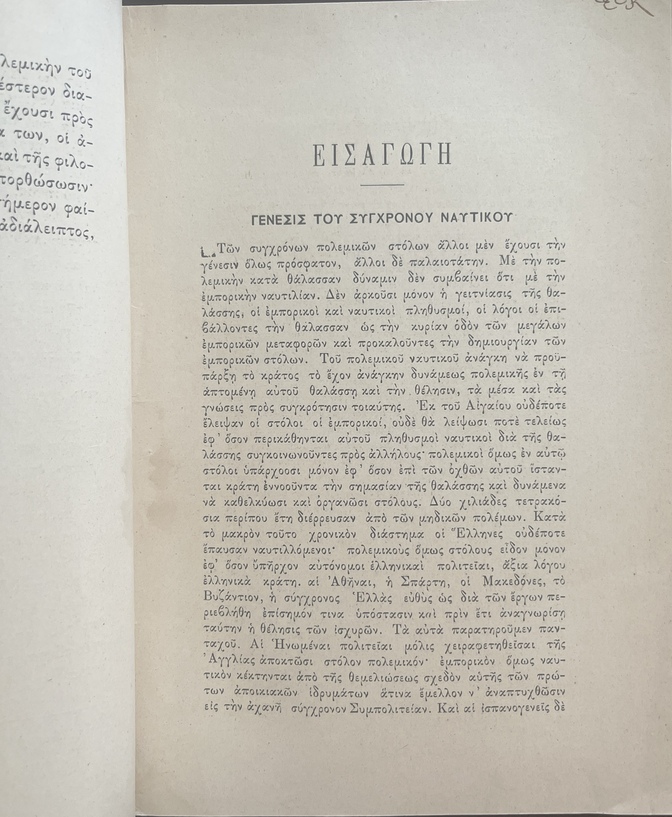 λεμικὴν τοῦ
έστερον δια-
ἔχουσι πρὸς
α των, οἱ ἀ-
καὶ τῆς φιλο-
τορθώσωσιν·
ήμερον φαί-
ἀδιάλειπτος,
ΕΙΣΑΓΩΓΗ
ΓΕΝΕΣΙΣ ΤΟΥ ΣΥΓΧΡΟΝΟΥ ΝΑΥΤΙΚΟΥ
Τῶν συγχρόνων πολεμικῶν στόλων ἄλλοι μὲν ἔχουσι τὴν
γένεσιν ὅλως πρόσφατον, ἄλλοι δὲ παλαιοτάτην. Μὲ τὴν πο-
λεμικὴν κατὰ θάλασσαν δύναμιν δὲν συμβαίνει ὅτι μὲ τὴν
ἐμπορικὴν ναυτιλίαν. Δὲν ἀρκοῦσι μόνον ἡ γειτνίασις τῆς θα-
λάσσης, οἱ ἐμπορικοὶ καὶ ναυτικοὶ πληθυσμοί, οἱ λόγοι οἱ ἐπι-
βάλλοντες τὴν θάλασσαν ὡς τὴν κυρίαν ὁδὸν τῶν μεγάλων
ἐμπορικῶν μεταφορῶν καὶ προκαλοῦντες τὴν δημιουργίαν τῶν
ἐμπορικῶν στόλων. Τοῦ πολεμικοῦ ναυτικοῦ ἀνάγκη νὰ προϋ-
πάρξῃ τὸ κράτος τὸ ἔχον ἀνάγκην δυνάμεως πολεμικῆς ἐν τῇ
ἁπτομένῃ αὐτοῦ θαλάσσῃ καὶ τὴν θέλησιν, τὰ μέσα καὶ τὰς
γνώσεις πρὸς συγκρότησιν τοιαύτης. Ἐκ τοῦ Αἰγαίου οὐδέποτε
ἔλειψαν οἱ στόλοι οἱ ἐμπορικοί, οὐδὲ θὰ λείψωσι ποτὲ τελείως
ἐφ’ ὅσον περικάθηνται αὐτοῦ πληθυσμοὶ ναυτικοὶ διὰ τῆς θα-
λάσσης συγκοινωνοῦντες πρὸς ἀλλήλους· πολεμικοὶ ὅμως ἐν αὐτῷ
στόλοι ὑπάρχουσι μόνον ἐφ’ ὅσον ἐπὶ τῶν ὀχθῶν αὐτοῦ ἵσταν-
ται κράτη ἐννοοῦντα τὴν σημασίαν τῆς θαλάσσης καὶ δυνάμενα
νὰ καθελκύωσι καὶ ὀργανῶσι στόλους. Δύο χιλιάδες τετρακό-
σια περίπου ἔτη διέρρευσαν ἀπὸ τῶν μηδικῶν πολέμων. Κατὰ
τὸ μακρὸν τοῦτο χρονικὸν διάστημα οἱ Ἕλληνες οὐδέποτε
ἔπαυσαν ναυτιλλόμενοι· πολεμικοὺς ὅμως στόλους εἶδον μονον
ἐφ’ ὅσον ὑπῆρχον αὐτόνομοι ἑλληνικαὶ πολιτεῖαι, ἄξια λόγου
ἑλληνικὰ κράτη. αἱ Ἀθῆναι, ἡ Σπάρτη, οἱ Μακεδόνες, τὸ
Βυζάντιον, ἡ σύγχρονος Ἑλλὰς εὐθὺς ὡς διὰ τῶν ἔργων πε-
ριεβλήθη ἐπίσημόν τινα ὑπόστασιν καὶ πρὶν ἔτι ἀναγνωρίσῃ
ταύτην ἡ θέλησις τῶν ἰσχυρῶν. Τὰ αὐτὰ παρατηροῦμεν παν-
ταχοῦ. Αἱ Ἡνωμέναι πολιτεῖαι μόλις χειραφετηθεῖσαι τῆς
Ἀγγλίας ἀποκτῶσι στόλον πολεμικόν· ἐμπορικὸν ὅμως ναυ-
τικὸν κέκτηνται ἀπὸ τῆς θεμελιώσεως σχεδὸν αὐτῆς τῶν πρώ-
των ἀποικιακῶν ἱδρυμάτων ἅτινα ἔμελλον ν’ ἀναπτυχθῶσιν
εἰς τὴν ἀχανῆ σύγχρονον Συμπολιτείαν. Καὶ αἱ ἱσπανογενεῖς δὲ